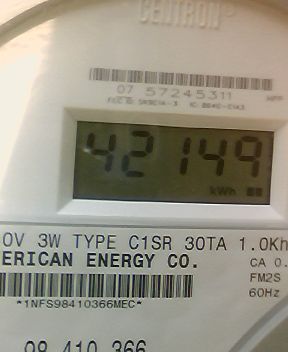 CENTRON®
07 57245311
42149
kWh
0V 3W TYPE C1SR 30TA 1.0Kh
ERICAN ENERGY CO.
CA 0.
FM2S
60Hz
*1NFS98410366MEC*
98 410 366